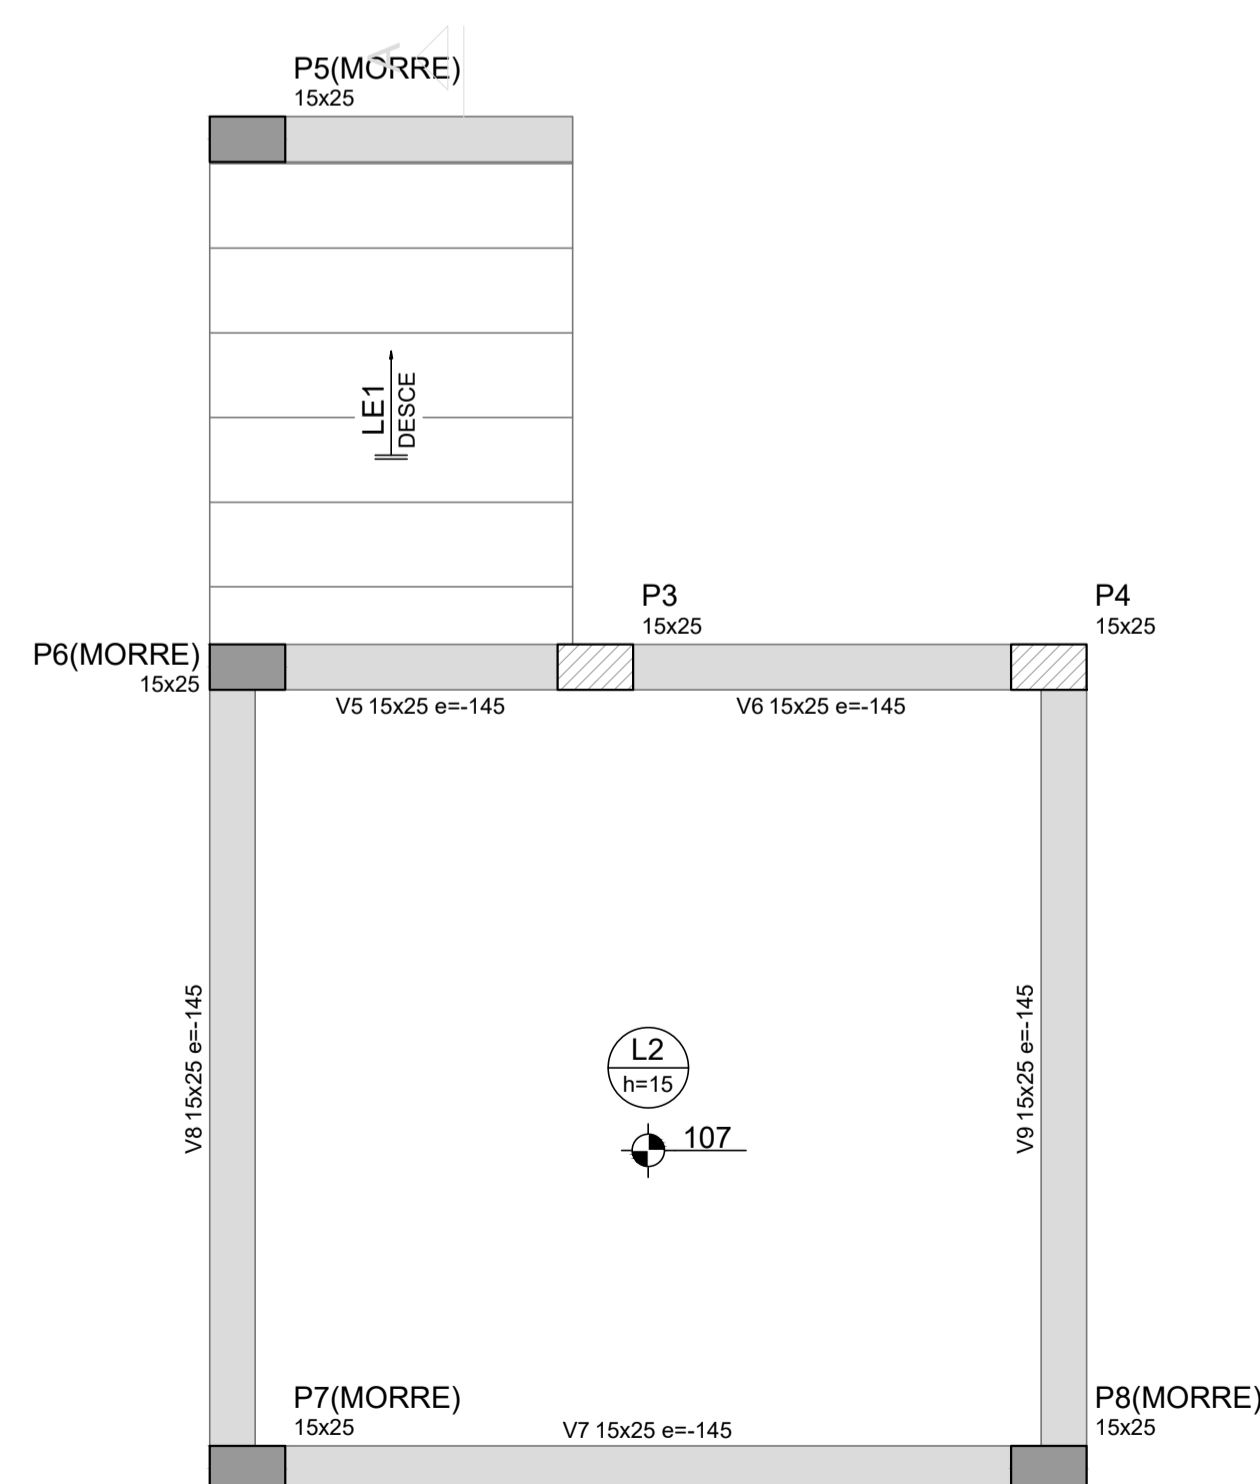 A
P5(MORRE)
15x25
LE1
DESCE
P3
15x25
P4
15x25
P6(MORRE)
15x25
V5 15x25 e=-145
V6 15x25 e=-145
V8 15x25 e=-145
V9 15x25 e=-145
L2
h=15
107
P7(MORRE)
15x25
V7 15x25 e=-145
P8(MORRE)
15x25